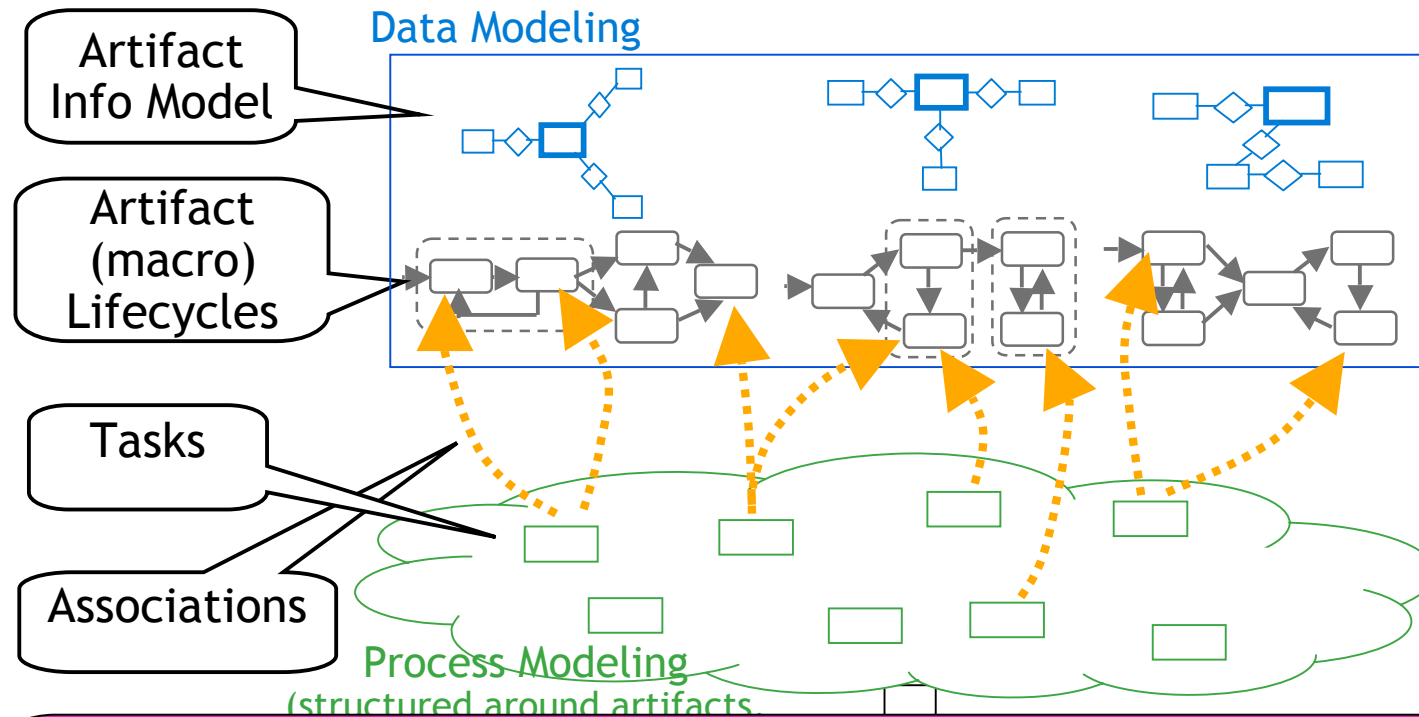 Data Modeling
Artifact
Info Model
Artifact
(macro)
Lifecycles
Tasks
Associations
Process Modeling
(structured around artifacts,